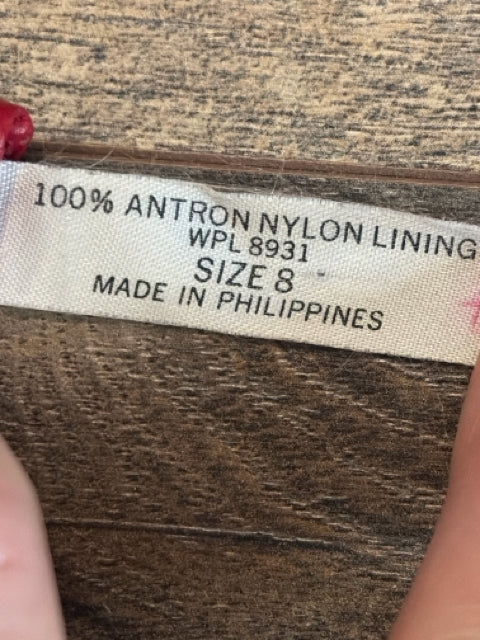 100% ANTRON NYLON LINING
WPL 8931
SIZE 8
MADE IN PHILIPPINES